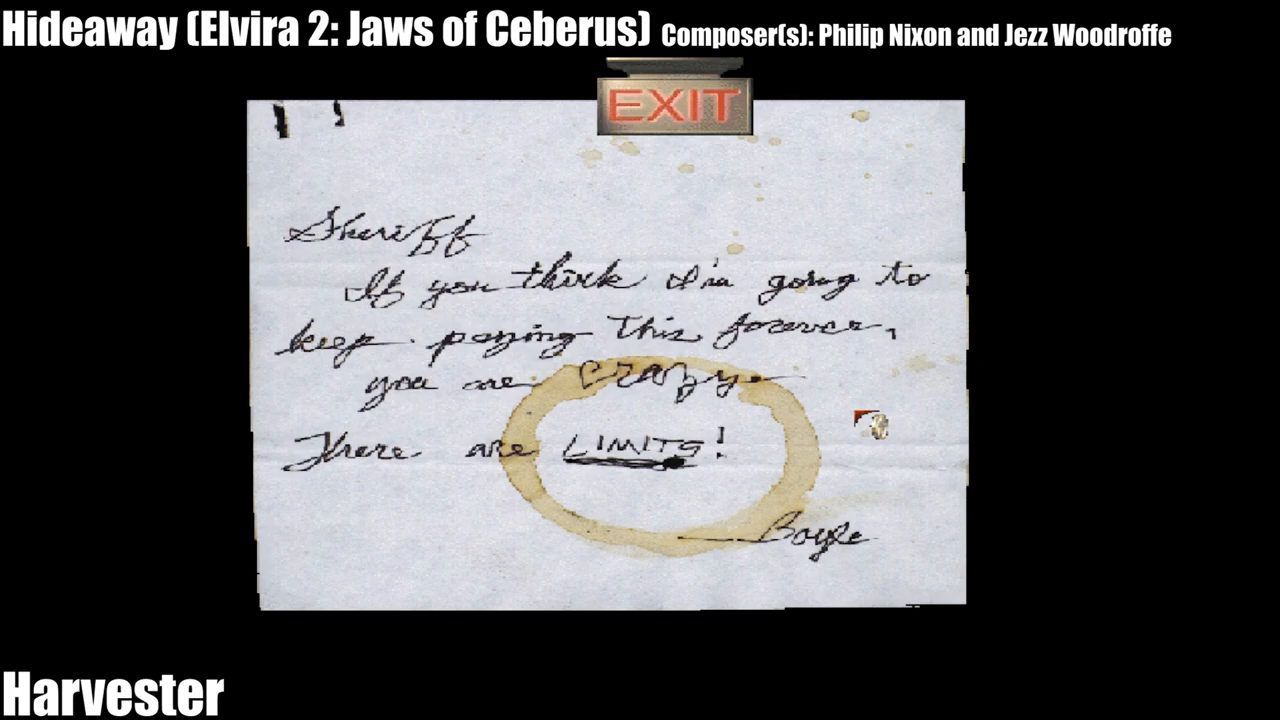 Hideaway (Elvira 2: Jaws of Ceberus) Composer(s): Philip Nixon and Jezz Woodroffe
EXIT
Sheriff
If you think I'm going to
keep paying this forever,
you are crazy.
There are LIMITS!
Boyle
Harvester